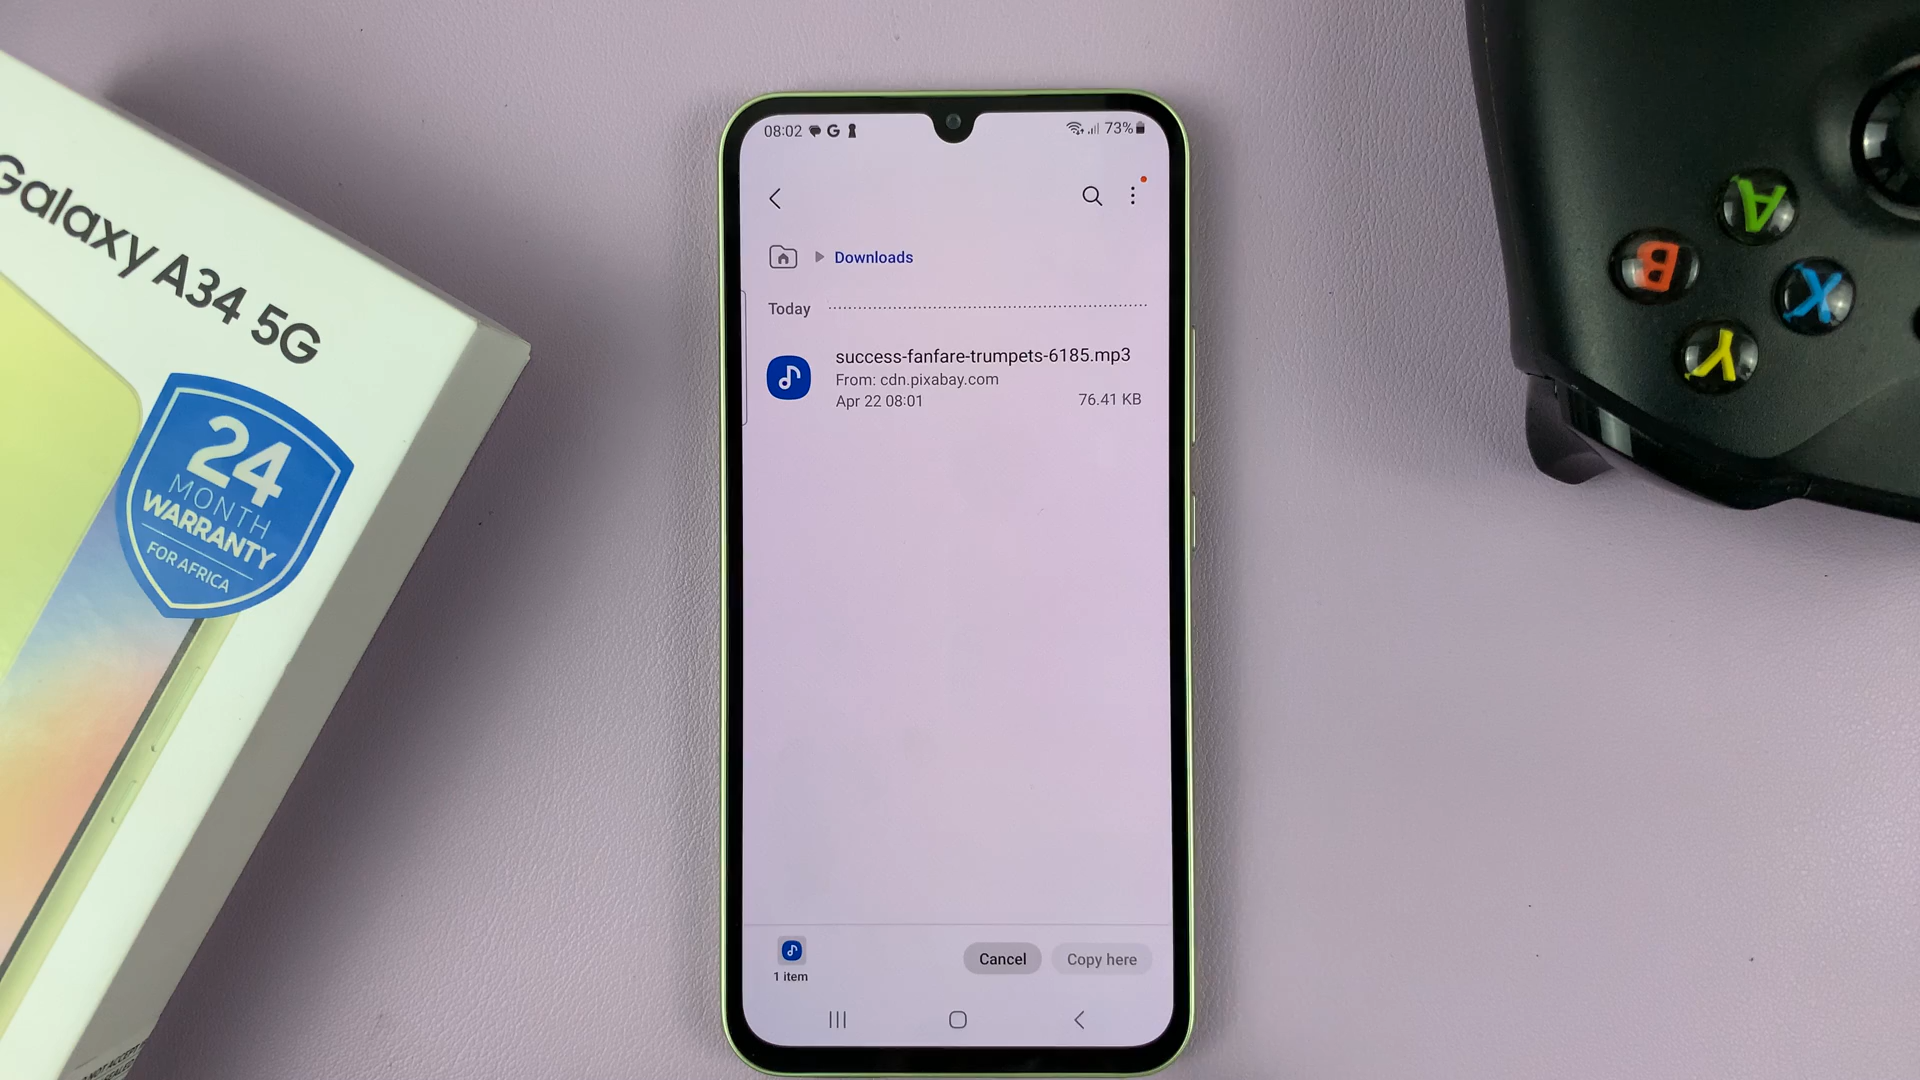 Galaxy A34 5G
24
MONTH
WARRANTY
FOR AFRICA
08:02 G
73%
Downloads
Today
success-fanfare-trumpets-6185.mp3
From: cdn.pixabay.com
Apr 22 08:01
76.41 KB
1 item
Cancel
Copy here
A
B
X
Y